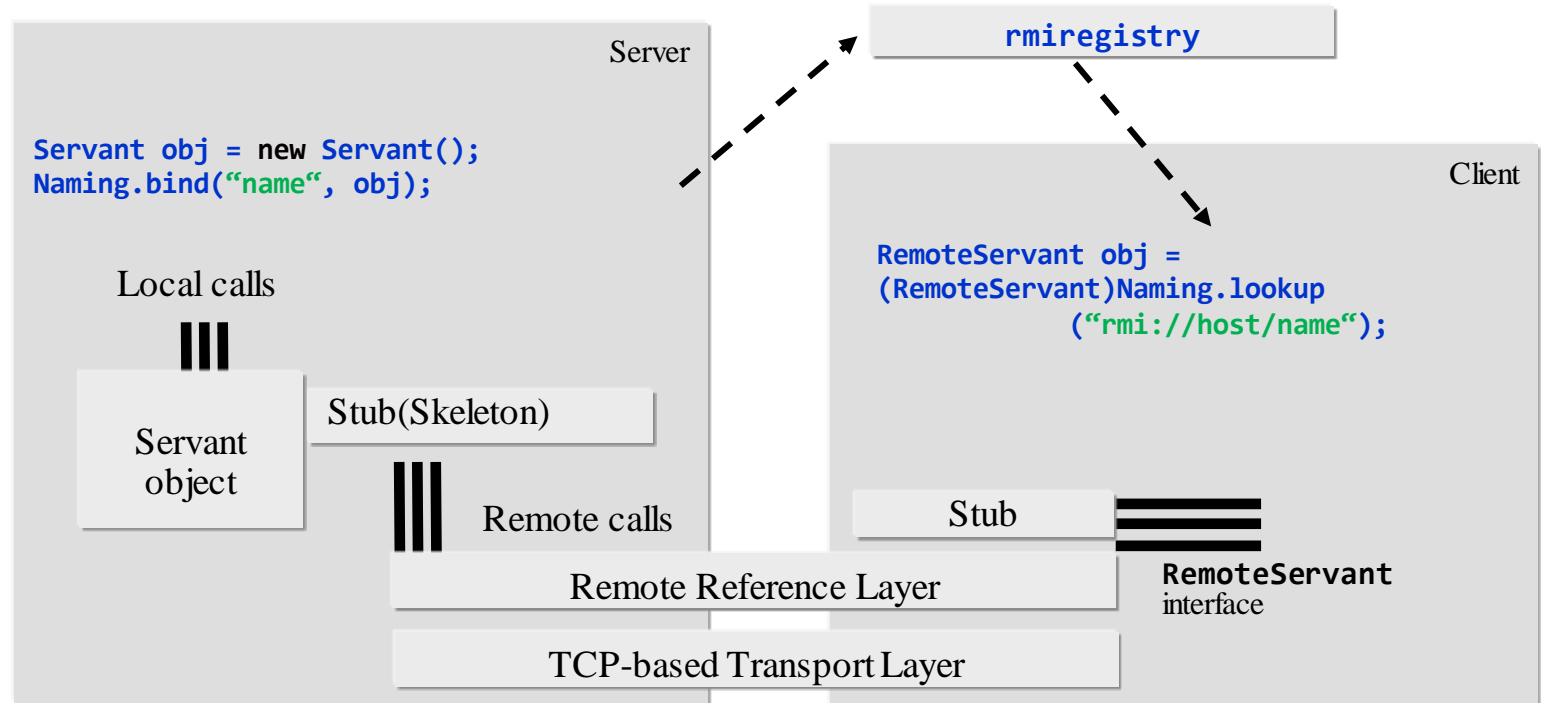 Server
rmiregistry
Servant obj = new Servant();
Naming.bind(“name“, obj);
Client
RemoteServant obj =
(RemoteServant)Naming.lookup
(“rmi://host/name“);
Local calls
Servant
object
Stub(Skeleton)
Remote calls
Stub
RemoteServant
interface
Remote Reference Layer
TCP-based Transport Layer